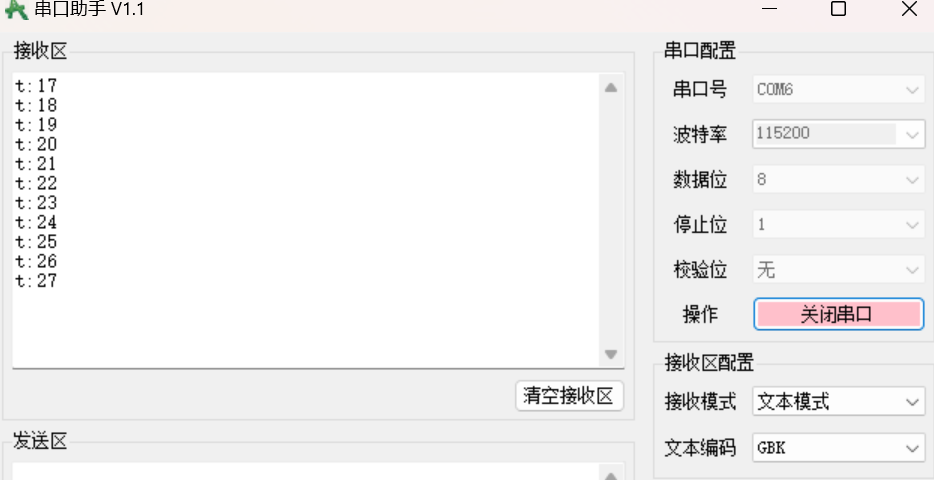 串口助手 V1.1
接收区
t:17
t:18
t:19
t:20
t:21
t:22
t:23
t:24
t:25
t:26
t:27
清空接收区
发送区
串口配置
串口号 COM6
波特率 115200
数据位 8
停止位 1
校验位 无
操作 关闭串口
接收区配置
接收模式 文本模式
文本编码 GBK